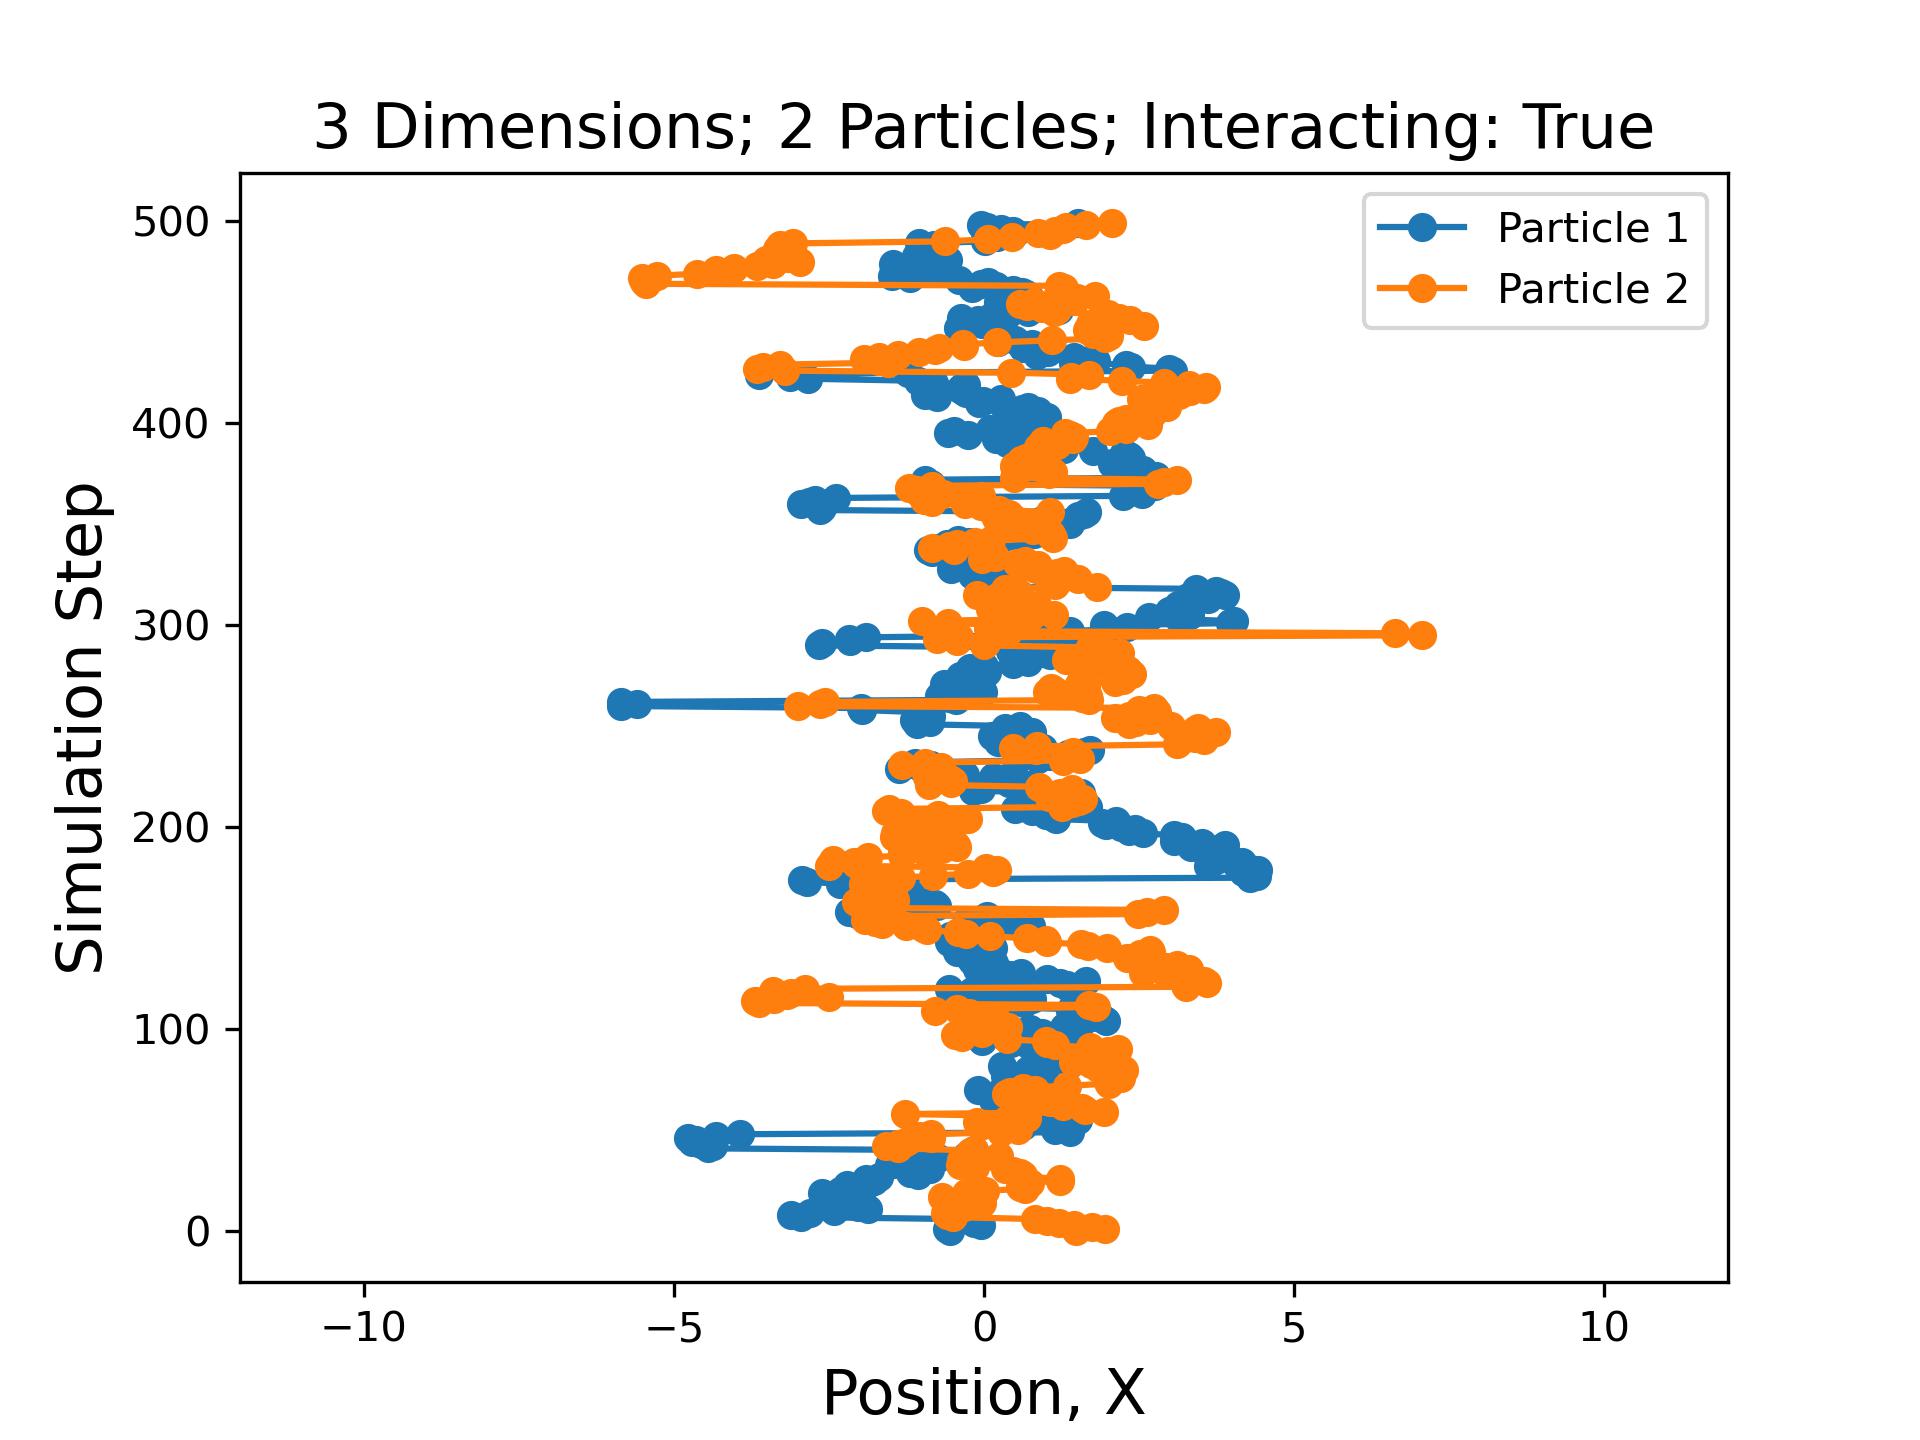 3 Dimensions; 2 Particles; Interacting: True
Particle 1
Particle 2
Simulation Step
500
400
300
200
100
0
−10
−5
0
5
10
Position, X